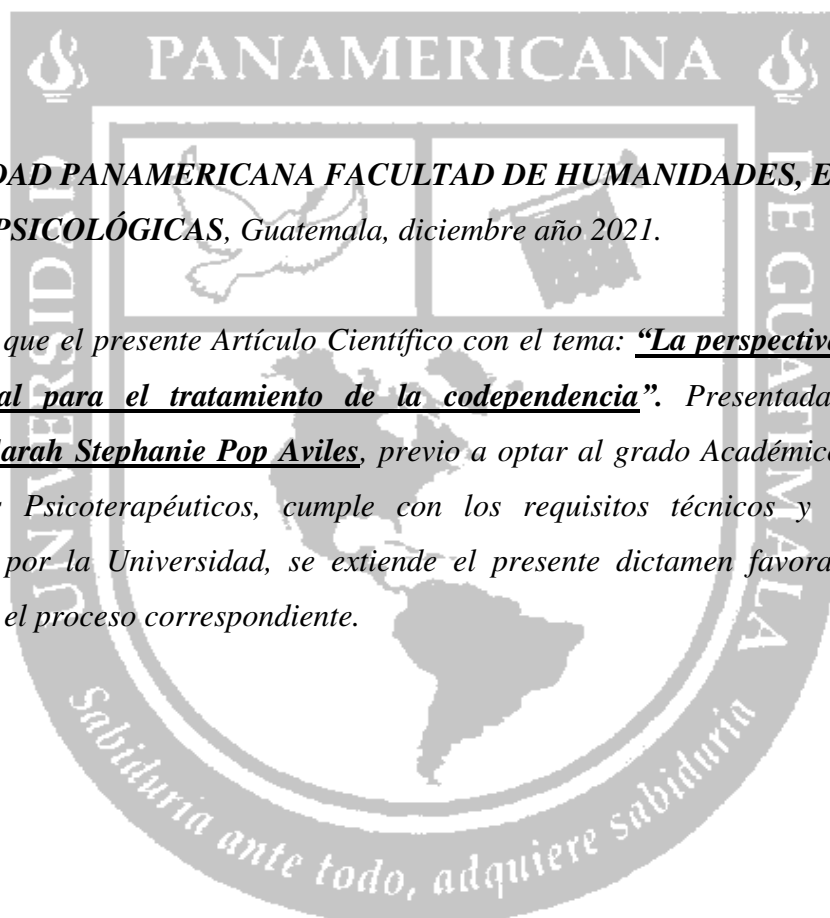 PANAMERICANA
UNIVERSIDAD
DE GUATEMALA
DAD PANAMERICANA FACULTAD DE HUMANIDADES, E
PSICOLÓGICAS, Guatemala, diciembre año 2021.
que el presente Artículo Científico con el tema: “La perspectiva
al para el tratamiento de la codependencia”. Presentada
arah Stephanie Pop Aviles, previo a optar al grado Académico
Psicoterapéuticos, cumple con los requisitos técnicos y
por la Universidad, se extiende el presente dictamen favora
el proceso correspondiente.
Sabiduría ante todo, adquiere sabiduría